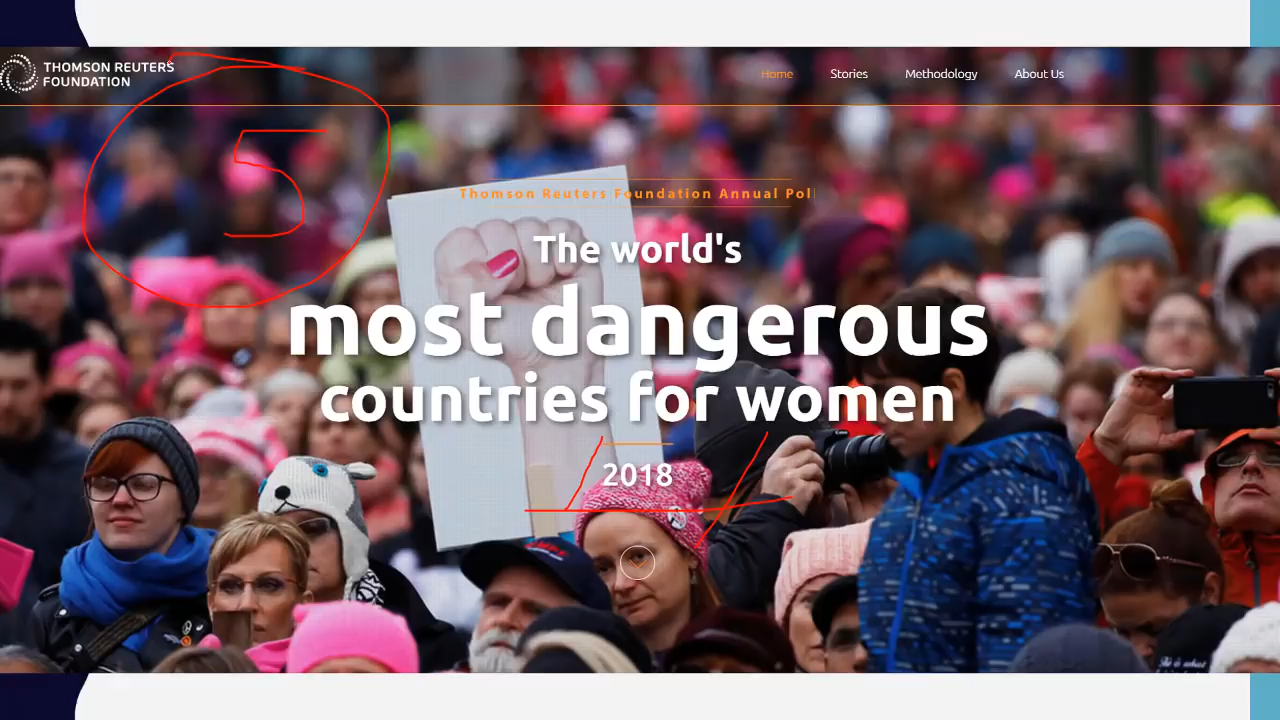 THOMSON REUTERS
FOUNDATION
Home Stories Methodology About Us
5
Thomson Reuters Foundation Annual Pol
The world's
most dangerous
countries for women
2018